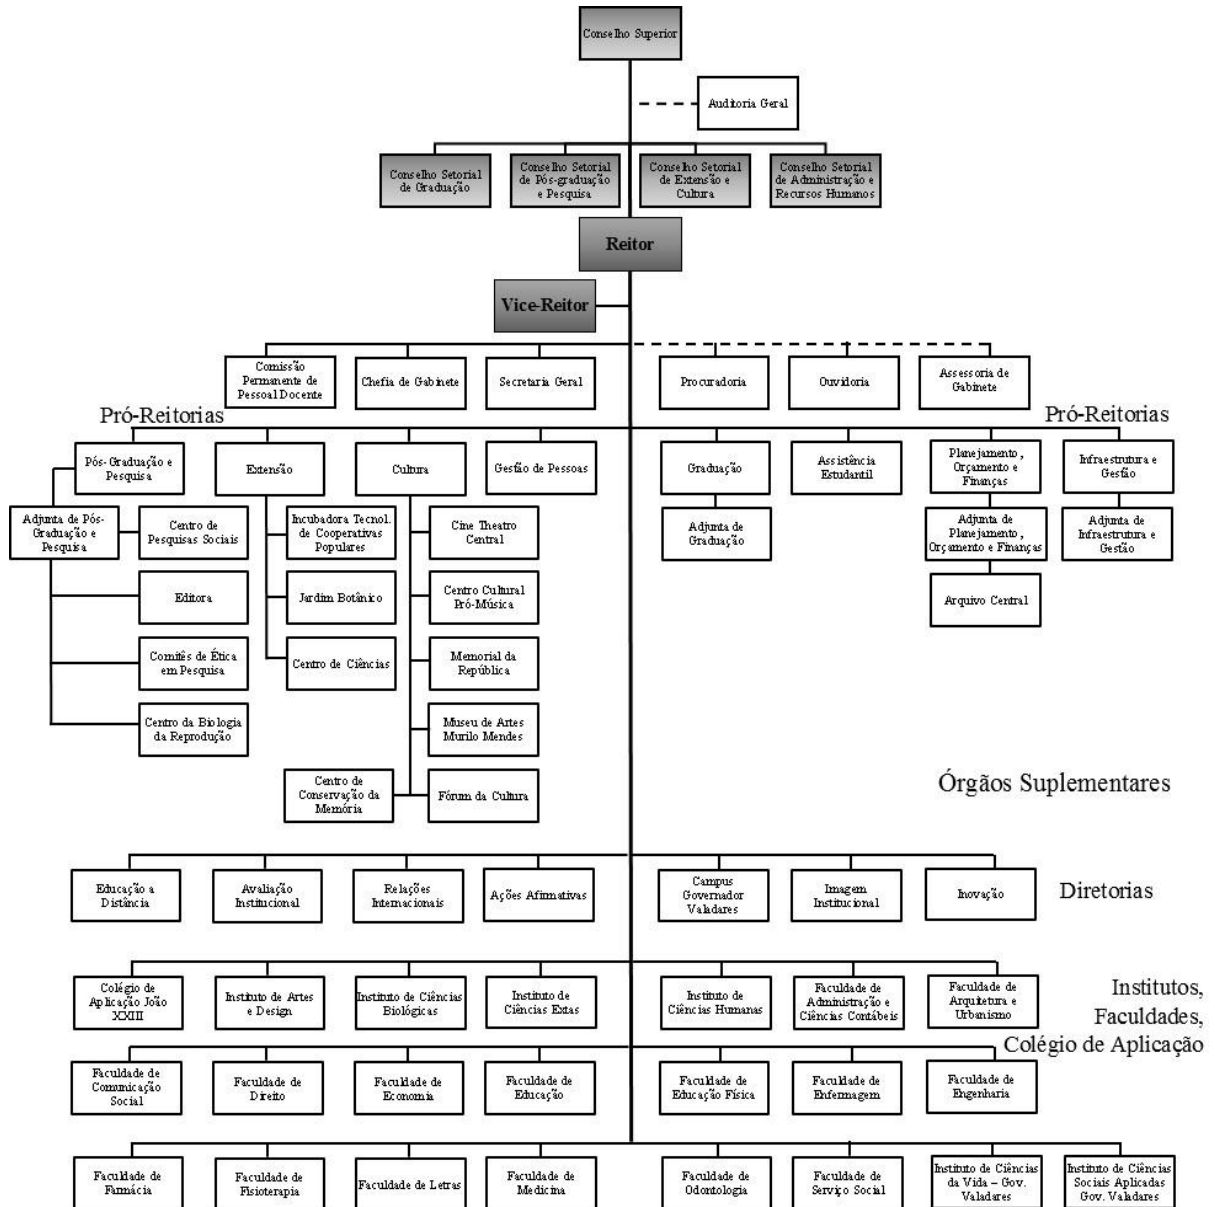 Conselho Superior
Auditoria Geral
Conselho Setorial
de Graduação
Conselho Setorial
de Pós-graduação
e Pesquisa
Conselho Setorial
de Extensão e
Cultura
Conselho Setorial
de Administração e
Recursos Humanos
Reitor
Vice-Reitor
Comissão
Permanente de
Pessoal Docente
Chefia de Gabinete
Secretaria Geral
Procuradoria
Ouvidoria
Assessoria de
Gabinete
Pró-Reitorias
Pró-Reitorias
Pós-Graduação e
Pesquisa
Extensão
Cultura
Gestão de Pessoas
Graduação
Assistência
Estudantil
Planejamento,
Orçamento e
Finanças
Infraestrutura e
Gestão
Adjunta de Pós-
Graduação e
Pesquisa
Centro de
Pesquisas Sociais
Incubadora Tecnol.
de Cooperativas
Populares
Cine Theatro
Central
Adjunta de
Graduação
Adjunta de
Planejamento,
Orçamento e Finanças
Adjunta de
Infraestrutura e
Gestão
Editora
Jardim Botânico
Centro Cultural
Pró-Música
Arquivo Central
Comitês de Ética
em Pesquisa
Centro de Ciências
Memorial da
República
Centro da Biologia
da Reprodução
Museu de Artes
Murilo Mendes
Centro de
Conservação da
Memória
Fórum da Cultura
Órgãos Suplementares
Educação a
Distância
Avaliação
Institucional
Relações
Internacionais
Ações Afirmativas
Campus
Governador
Valadares
Imagem
Institucional
Inovação
Diretorias
Colégio de
Aplicação João
XXIII
Instituto de Artes
e Design
Instituto de Ciências
Biológicas
Instituto de
Ciências Extas
Instituto de
Ciências Humanas
Faculdade de
Administração e
Ciências Contábeis
Faculdade de
Arquitetura e
Urbanismo
Institutos,
Faculdades,
Colégio de Aplicação
Faculdade de
Comunicação
Social
Faculdade de
Direito
Faculdade de
Economia
Faculdade de
Educação
Faculdade de
Educação Física
Faculdade de
Enfermagem
Faculdade de
Engenharia
Faculdade de
Farmácia
Faculdade de
Fisioterapia
Faculdade de Letras
Faculdade de
Medicina
Faculdade de
Odontologia
Faculdade de
Serviço Social
Instituto de Ciências
da Vida – Gov.
Valadares
Instituto de Ciências
Sociais Aplicadas
Gov. Valadares